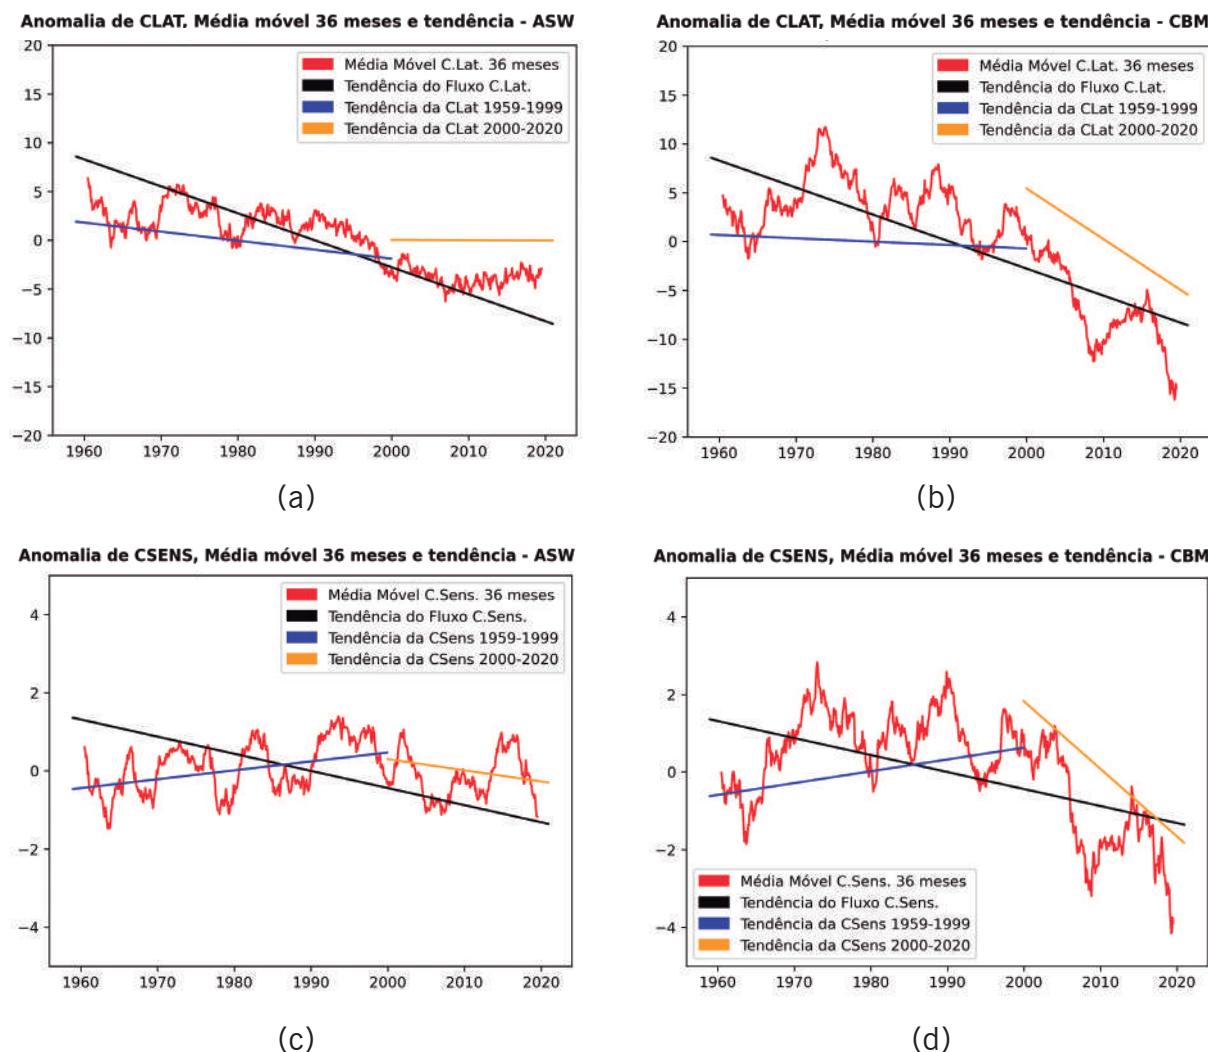 Anomalia de CLAT, Média móvel 36 meses e tendência - ASW
20
15
10
5
0
−5
−10
−15
−20
Média Móvel C.Lat. 36 meses
Tendência do Fluxo C.Lat.
Tendência da CLat 1959-1999
Tendência da CLat 2000-2020
1960 1970 1980 1990 2000 2010 2020
(a)
Anomalia de CLAT, Média móvel 36 meses e tendência - CBM
20
15
10
5
0
−5
−10
−15
−20
Média Móvel C.Lat. 36 meses
Tendência do Fluxo C.Lat.
Tendência da CLat 1959-1999
Tendência da CLat 2000-2020
1960 1970 1980 1990 2000 2010 2020
(b)
Anomalia de CSENS, Média móvel 36 meses e tendência - ASW
4
2
0
−2
−4
Média Móvel C.Sens. 36 meses
Tendência do Fluxo C.Sens.
Tendência da CSens 1959-1999
Tendência da CSens 2000-2020
1960 1970 1980 1990 2000 2010 2020
(c)
Anomalia de CSENS, Média móvel 36 meses e tendência - CBM
4
2
0
−2
−4
Média Móvel C.Sens. 36 meses
Tendência do Fluxo C.Sens.
Tendência da CSens 1959-1999
Tendência da CSens 2000-2020
1960 1970 1980 1990 2000 2010 2020
(d)